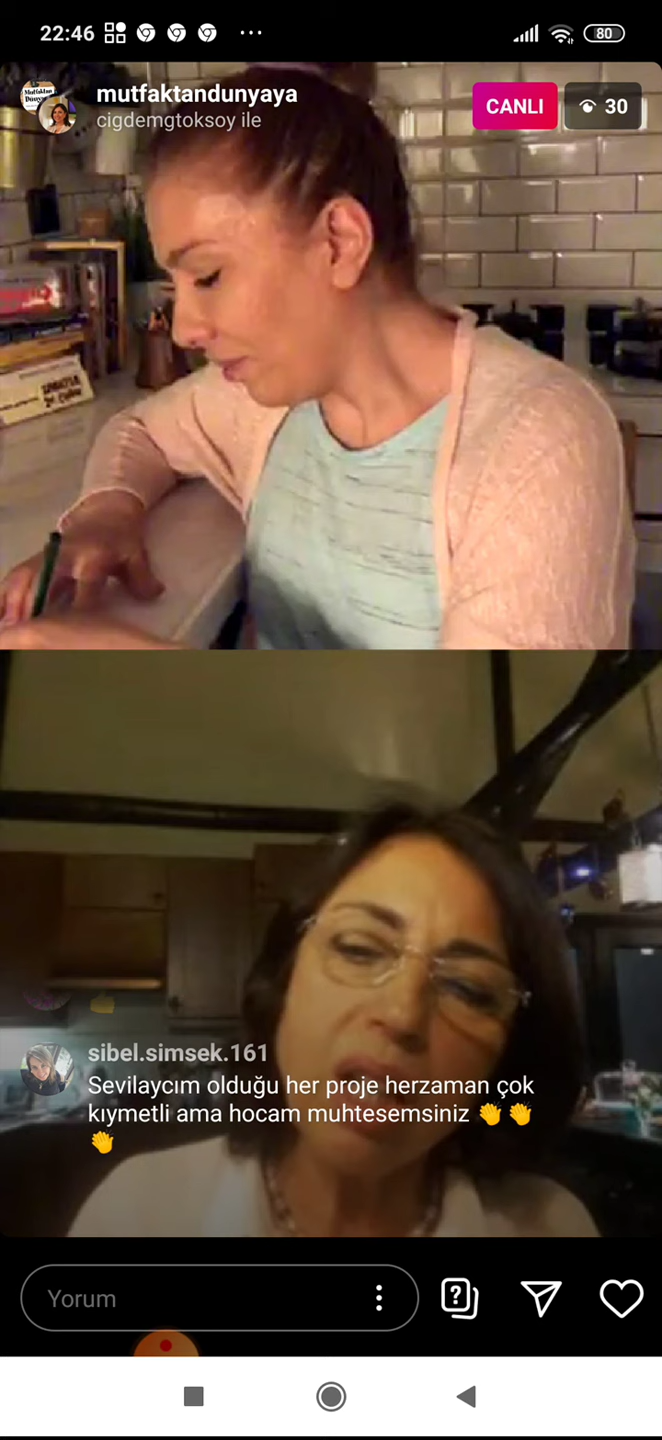 22:46
80
mutfaktandunyaya
cigdemgtoksoy ile
CANLI
30
sibel.simsek.161
Sevilaycım olduğu her proje herzaman çok
kıymetli ama hocam muhtesemsiniz 👏👏
👏
Yorum